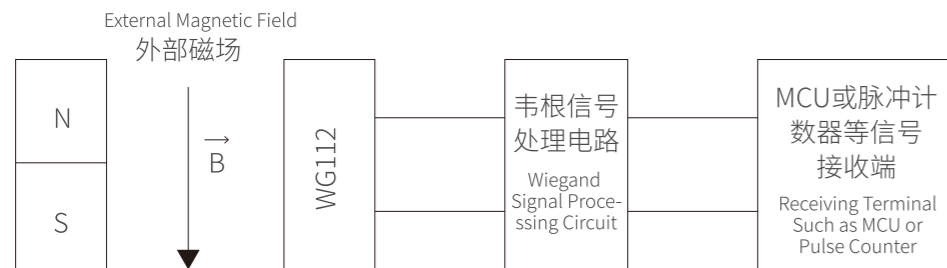 External Magnetic Field
外部磁场
N
S
B
WG112
韦根信号
处理电路
Wiegand
Signal Proce-
ssing Circuit
MCU或脉冲计
数器等信号
接收端
Receiving Terminal
Such as MCU or
Pulse Counter